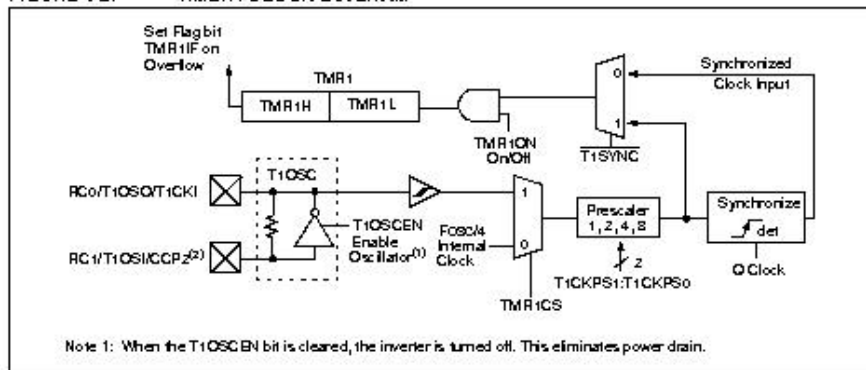 Set Flag bit
TMR1IF on
Overflow
TMR1
TMR1H
TMR1L
TMR1ON
On/Off
0
1
T1SYNC
Synchronized
Clock Input
T1OSC
RC0/T1OSO/T1CKI
RC1/T1OSI/CCP2(2)
T1OSCEN
Enable
Oscillator(1)
FOSC/4
Internal
Clock
1
0
TMR1CS
Prescaler
1, 2, 4, 8
2
T1CKPS1:T1CKPS0
Synchronize
det
Q Clock
Note 1: When the T1OSCEN bit is cleared, the inverter is turned off. This eliminates power drain.